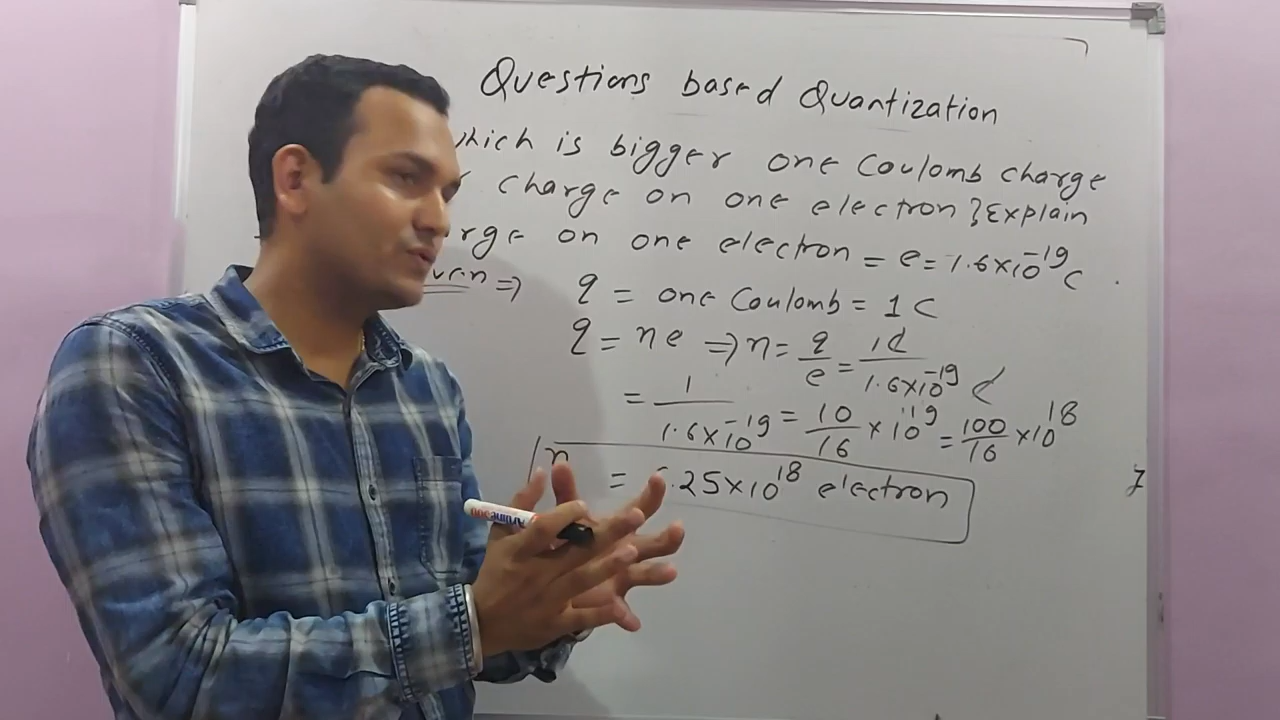 Questions based Quantization
which is bigger one Coulomb charge
charge on one electron? Explain
rge on one electron = e = 1.6×10⁻¹⁹ C
ven ⇒ q = one Coulomb = 1 C
q = ne ⇒ n = q/e = 1C/1.6×10⁻¹⁹ C
= 1/1.6×10⁻¹⁹ = 10/16 × 10¹⁹ = 100/16 × 10¹⁸
n = .25×10¹⁸ electron